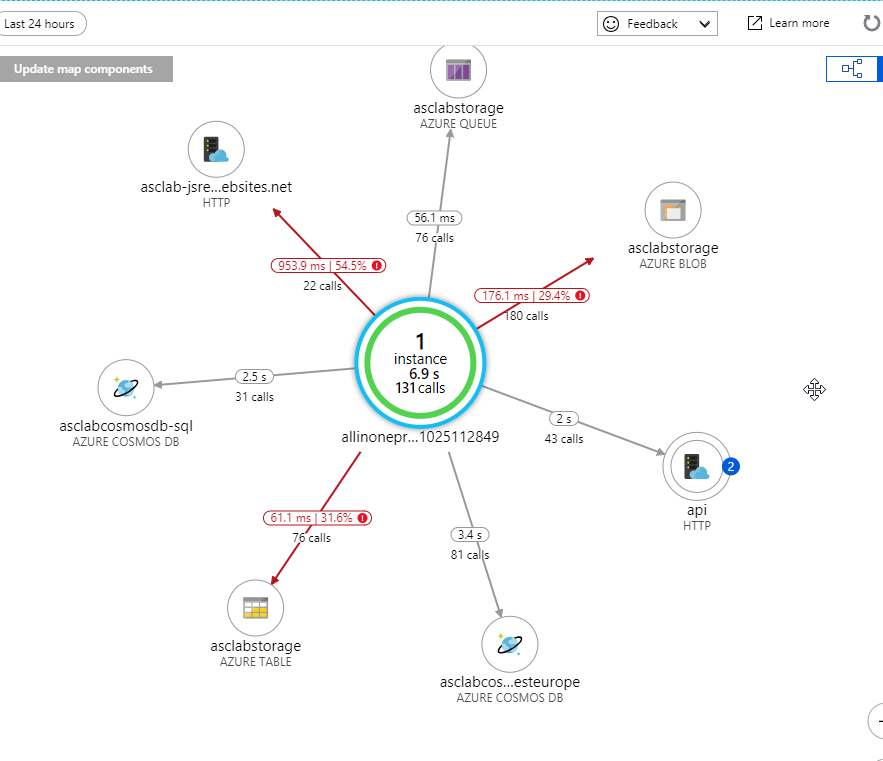 Last 24 hours
Feedback
Learn more
Update map components
asclabstorage
AZURE QUEUE
asclab-jsre...ebsites.net
HTTP
56.1 ms
76 calls
asclabstorage
AZURE BLOB
953.9 ms | 54.5%
22 calls
176.1 ms | 29.4%
180 calls
1
instance
6.9 s
131 calls
allinonepr...1025112849
2.5 s
31 calls
asclabcosmosdb-sql
AZURE COSMOS DB
2 s
43 calls
2
api
HTTP
61.1 ms | 31.6%
76 calls
3.4 s
81 calls
asclabstorage
AZURE TABLE
asclabcos...esteurope
AZURE COSMOS DB